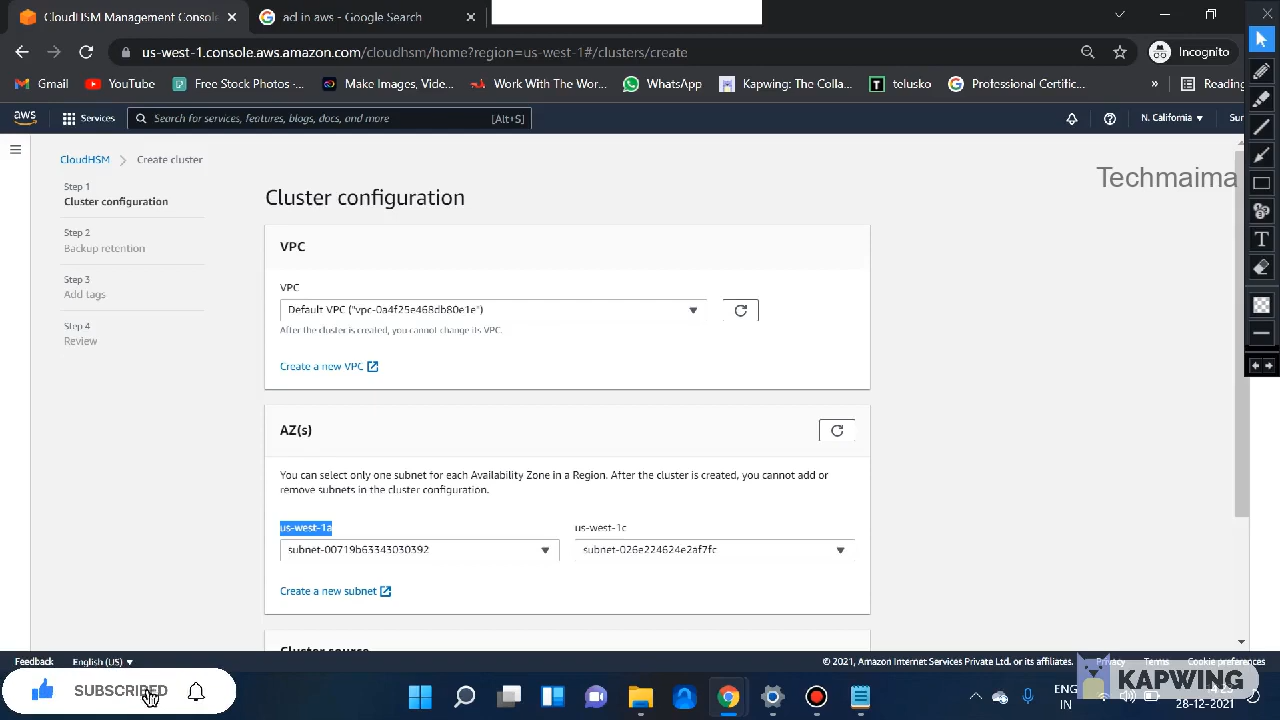 CloudHSM Management Conso
ad in aws - Google Search
us-west-1.console.aws.amazon.com/cloudhsm/home?region=us-west-1#/clusters/create
Incognito
Gmail
YouTube
Free Stock Photos - ...
Make Images, Vide...
Work With The Wor...
WhatsApp
Kapwing: The Cam...
telusko
Professional Certific...
»
Reading
aws
Services
Search for services, features, blogs, docs, and more
[Alt+S]
N. California
CloudHSM
Create cluster
Techmaima
Step 1
Cluster configuration
Step 2
Backup retention
Step 3
Add tags
Step 4
Review
Cluster configuration
VPC
VPC
Default VPC ("vpc-0a4f25e468db80e1e")
After the cluster is created, you cannot change its VPC.
Create a new VPC
AZ(s)
You can select only one subnet for each Availability Zone in a Region. After the cluster is created, you cannot add or
remove subnets in the cluster configuration.
us-west-1a
us-west-1c
subnet-00719b63343030392
subnet-026e224624e2af7fc
Create a new subnet
Cluster source
Feedback
English (US)
© 2021, Amazon Internet Services Private Ltd. or its affiliates.
Privacy
Terms
Cookie preferences
SUBSCRIBED
KAPWING
ENG
IN
28-12-2021